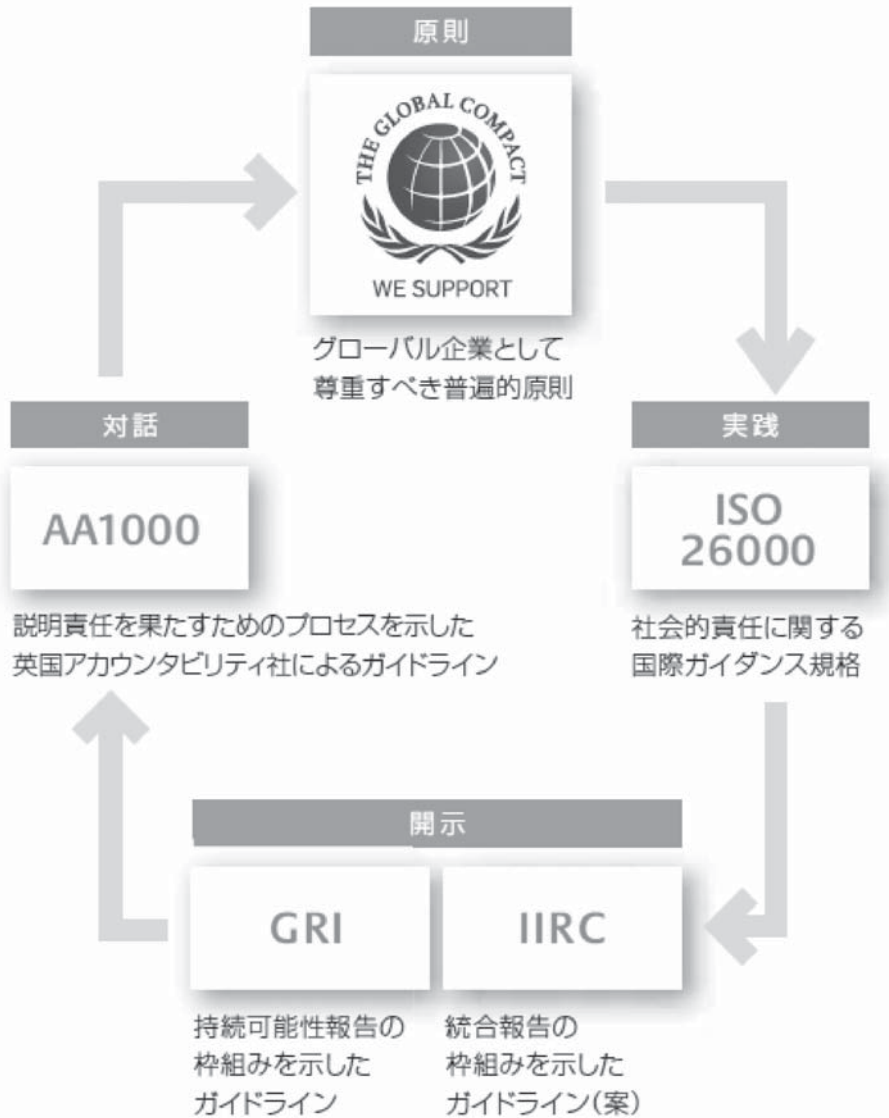 原則
THE GLOBAL COMPACT
WE SUPPORT
グローバル企業として
尊重すべき普遍的原則
対話
AA1000
説明責任を果たすためのプロセスを示した
英国アカウンタビリティ社によるガイドライン
実践
ISO
26000
社会的責任に関する
国際ガイダンス規格
開示
GRI
持続可能性報告の
枠組みを示した
ガイドライン
IIRC
統合報告の
枠組みを示した
ガイドライン(案)